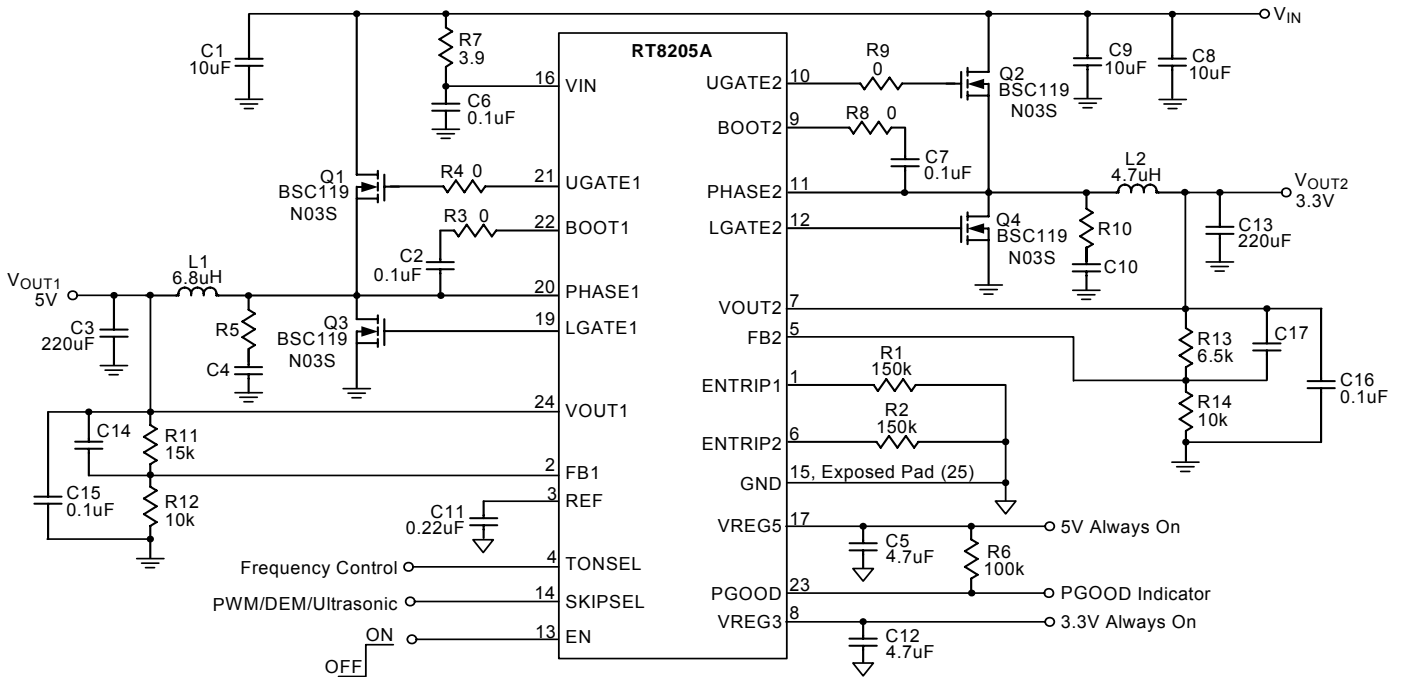 VIN
C1
10uF
R7
3.9
C6
0.1uF
RT8205A
16
VIN
UGATE2
10
R9
0
Q2
BSC119
N03S
C9
10uF
C8
10uF
BOOT2
9
R8 0
C7
0.1uF
Q1
BSC119
N03S
R4 0
21
UGATE1
R3 0
22
BOOT1
C2
0.1uF
PHASE2
11
L2
4.7uH
VOUT2
3.3V
LGATE2
12
Q4
BSC119
N03S
R10
C10
C13
220uF
VOUT1
5V
L1
6.8uH
20
PHASE1
C3
220uF
R5
C4
Q3
BSC119
N03S
19
LGATE1
VOUT2
7
FB2
5
R13
6.5k
C17
R14
10k
C16
0.1uF
ENTRIP1
1
R1
150k
ENTRIP2
6
R2
150k
24
VOUT1
C14
R11
15k
2
FB1
C15
0.1uF
R12
10k
3
REF
C11
0.22uF
GND
15, Exposed Pad (25)
VREG5
17
5V Always On
C5
4.7uF
R6
100k
Frequency Control
4
TONSEL
PGOOD
23
PGOOD Indicator
PWM/DEM/Ultrasonic
14
SKIPSEL
VREG3
8
3.3V Always On
C12
4.7uF
ON
OFF
13
EN